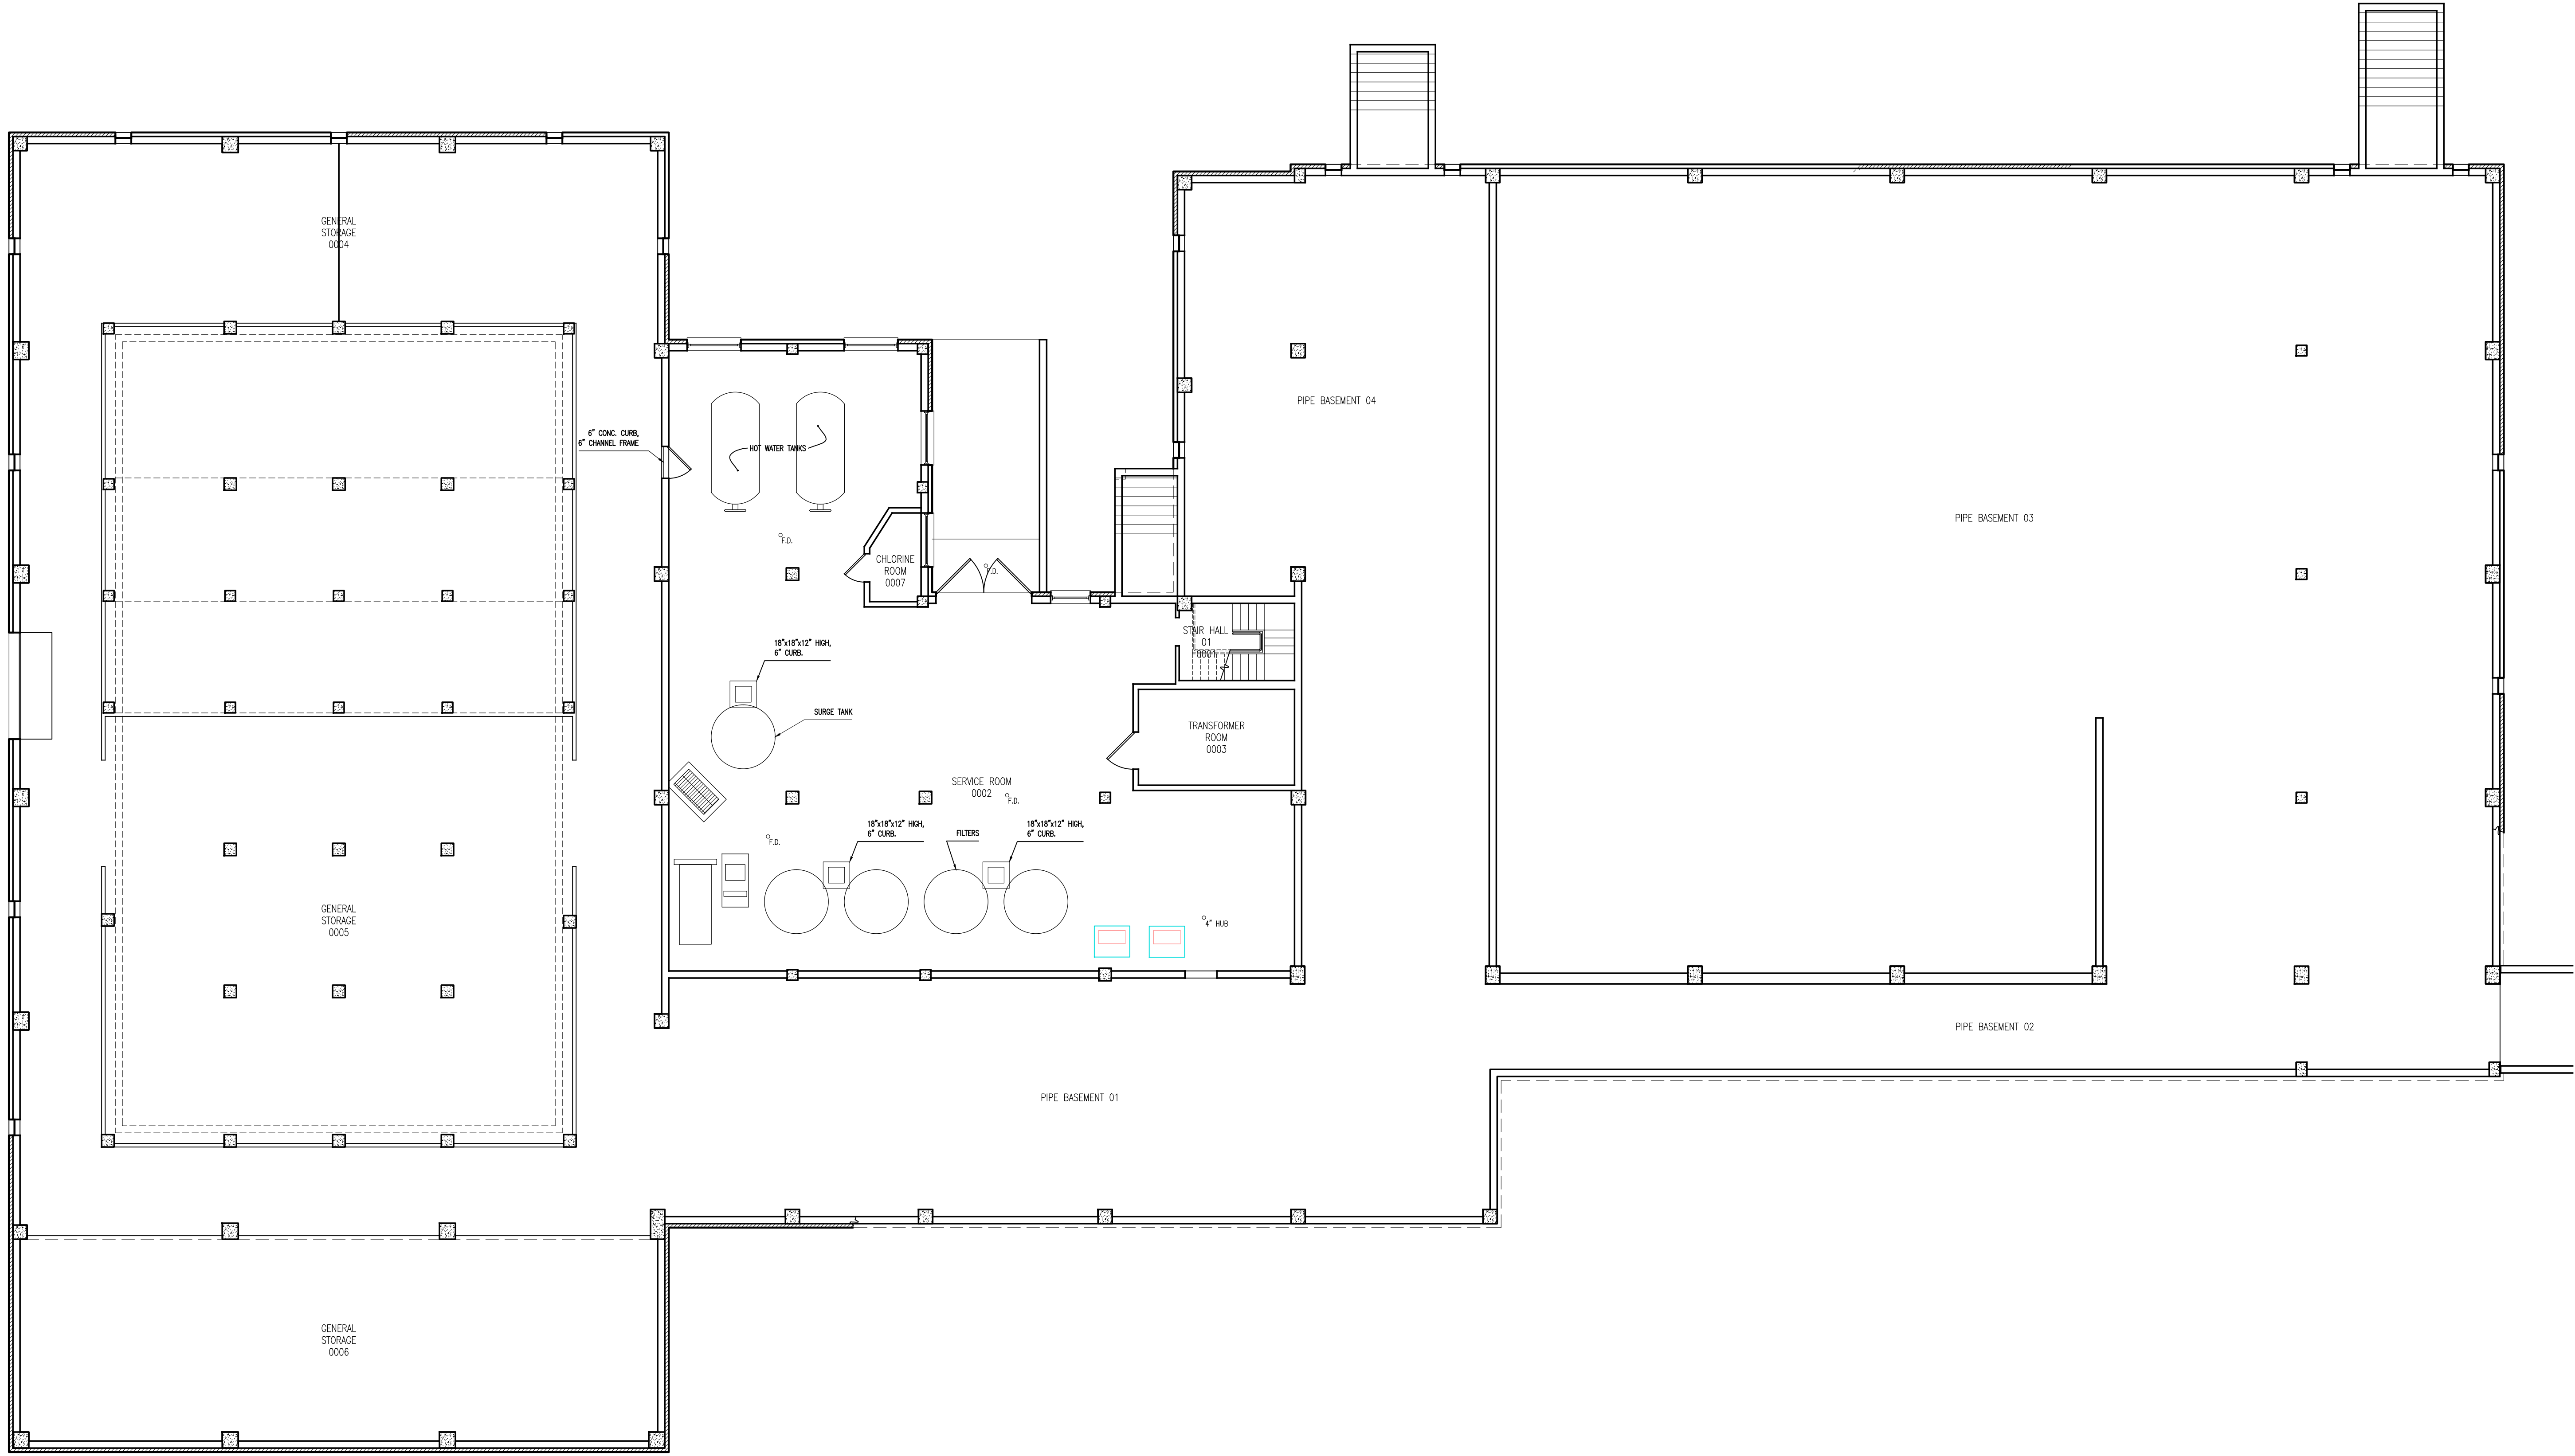 GENERAL
STORAGE
0004
6" CONC. CURB,
6" CHANNEL FRAME
HOT WATER TANKS
F.D.
CHLORINE
ROOM
0007
F.D.
PIPE BASEMENT 04
PIPE BASEMENT 03
STAIR HALL
01
0001
18"x18"x12" HIGH,
6" CURB.
SURGE TANK
TRANSFORMER
ROOM
0003
SERVICE ROOM
0002
F.D.
F.D.
18"x18"x12" HIGH,
6" CURB.
FILTERS
18"x18"x12" HIGH,
6" CURB.
4" HUB
GENERAL
STORAGE
0005
PIPE BASEMENT 02
PIPE BASEMENT 01
GENERAL
STORAGE
0006